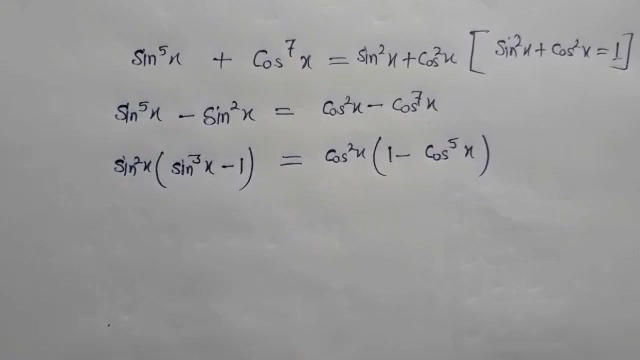 sin⁵x + Cos⁷x = sin²x + Cos²x [sin²x + Cos²x = 1]
sin⁵x − sin²x = Cos²x − Cos⁷x
sin²x(sin³x − 1) = Cos²x(1 − Cos⁵x)